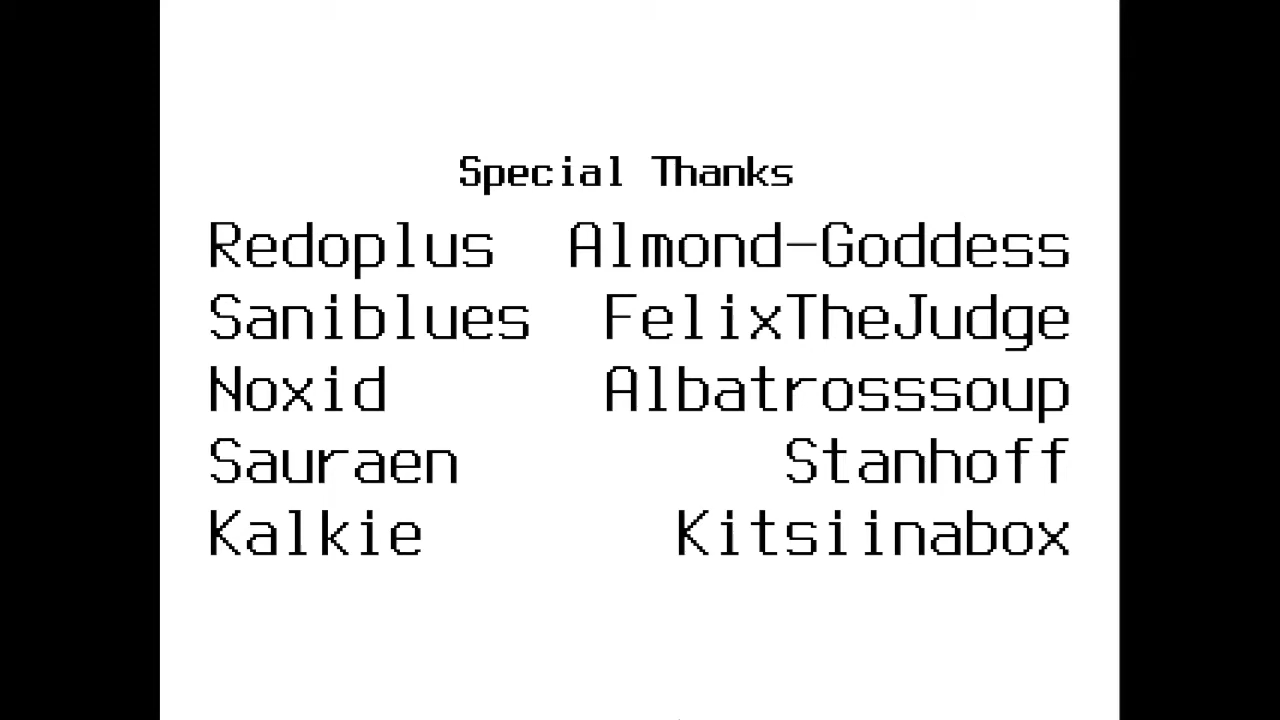 Special Thanks
Redoplus Almond-Goddess
Saniblues FelixTheJudge
Noxid Albatrosssoup
Sauraen Stanhoff
Kalkie Kitsiinabox